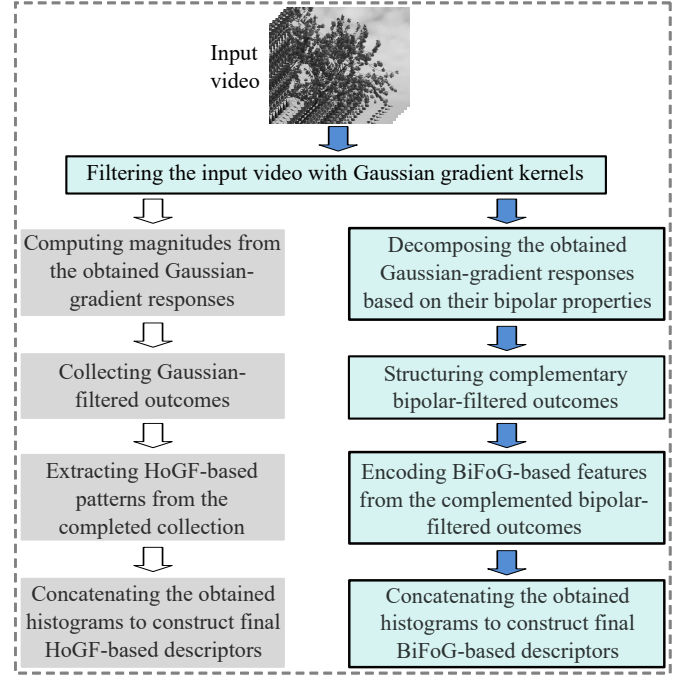 Input
video
Filtering the input video with Gaussian gradient kernels
Computing magnitudes from
the obtained Gaussian-
gradient responses
Collecting Gaussian-
filtered outcomes
Extracting HoGF-based
patterns from the
completed collection
Concatenating the obtained
histograms to construct final
HoGF-based descriptors
Decomposing the obtained
Gaussian-gradient responses
based on their bipolar properties
Structuring complementary
bipolar-filtered outcomes
Encoding BiFoG-based features
from the complemented bipolar-
filtered outcomes
Concatenating the obtained
histograms to construct final
BiFoG-based descriptors